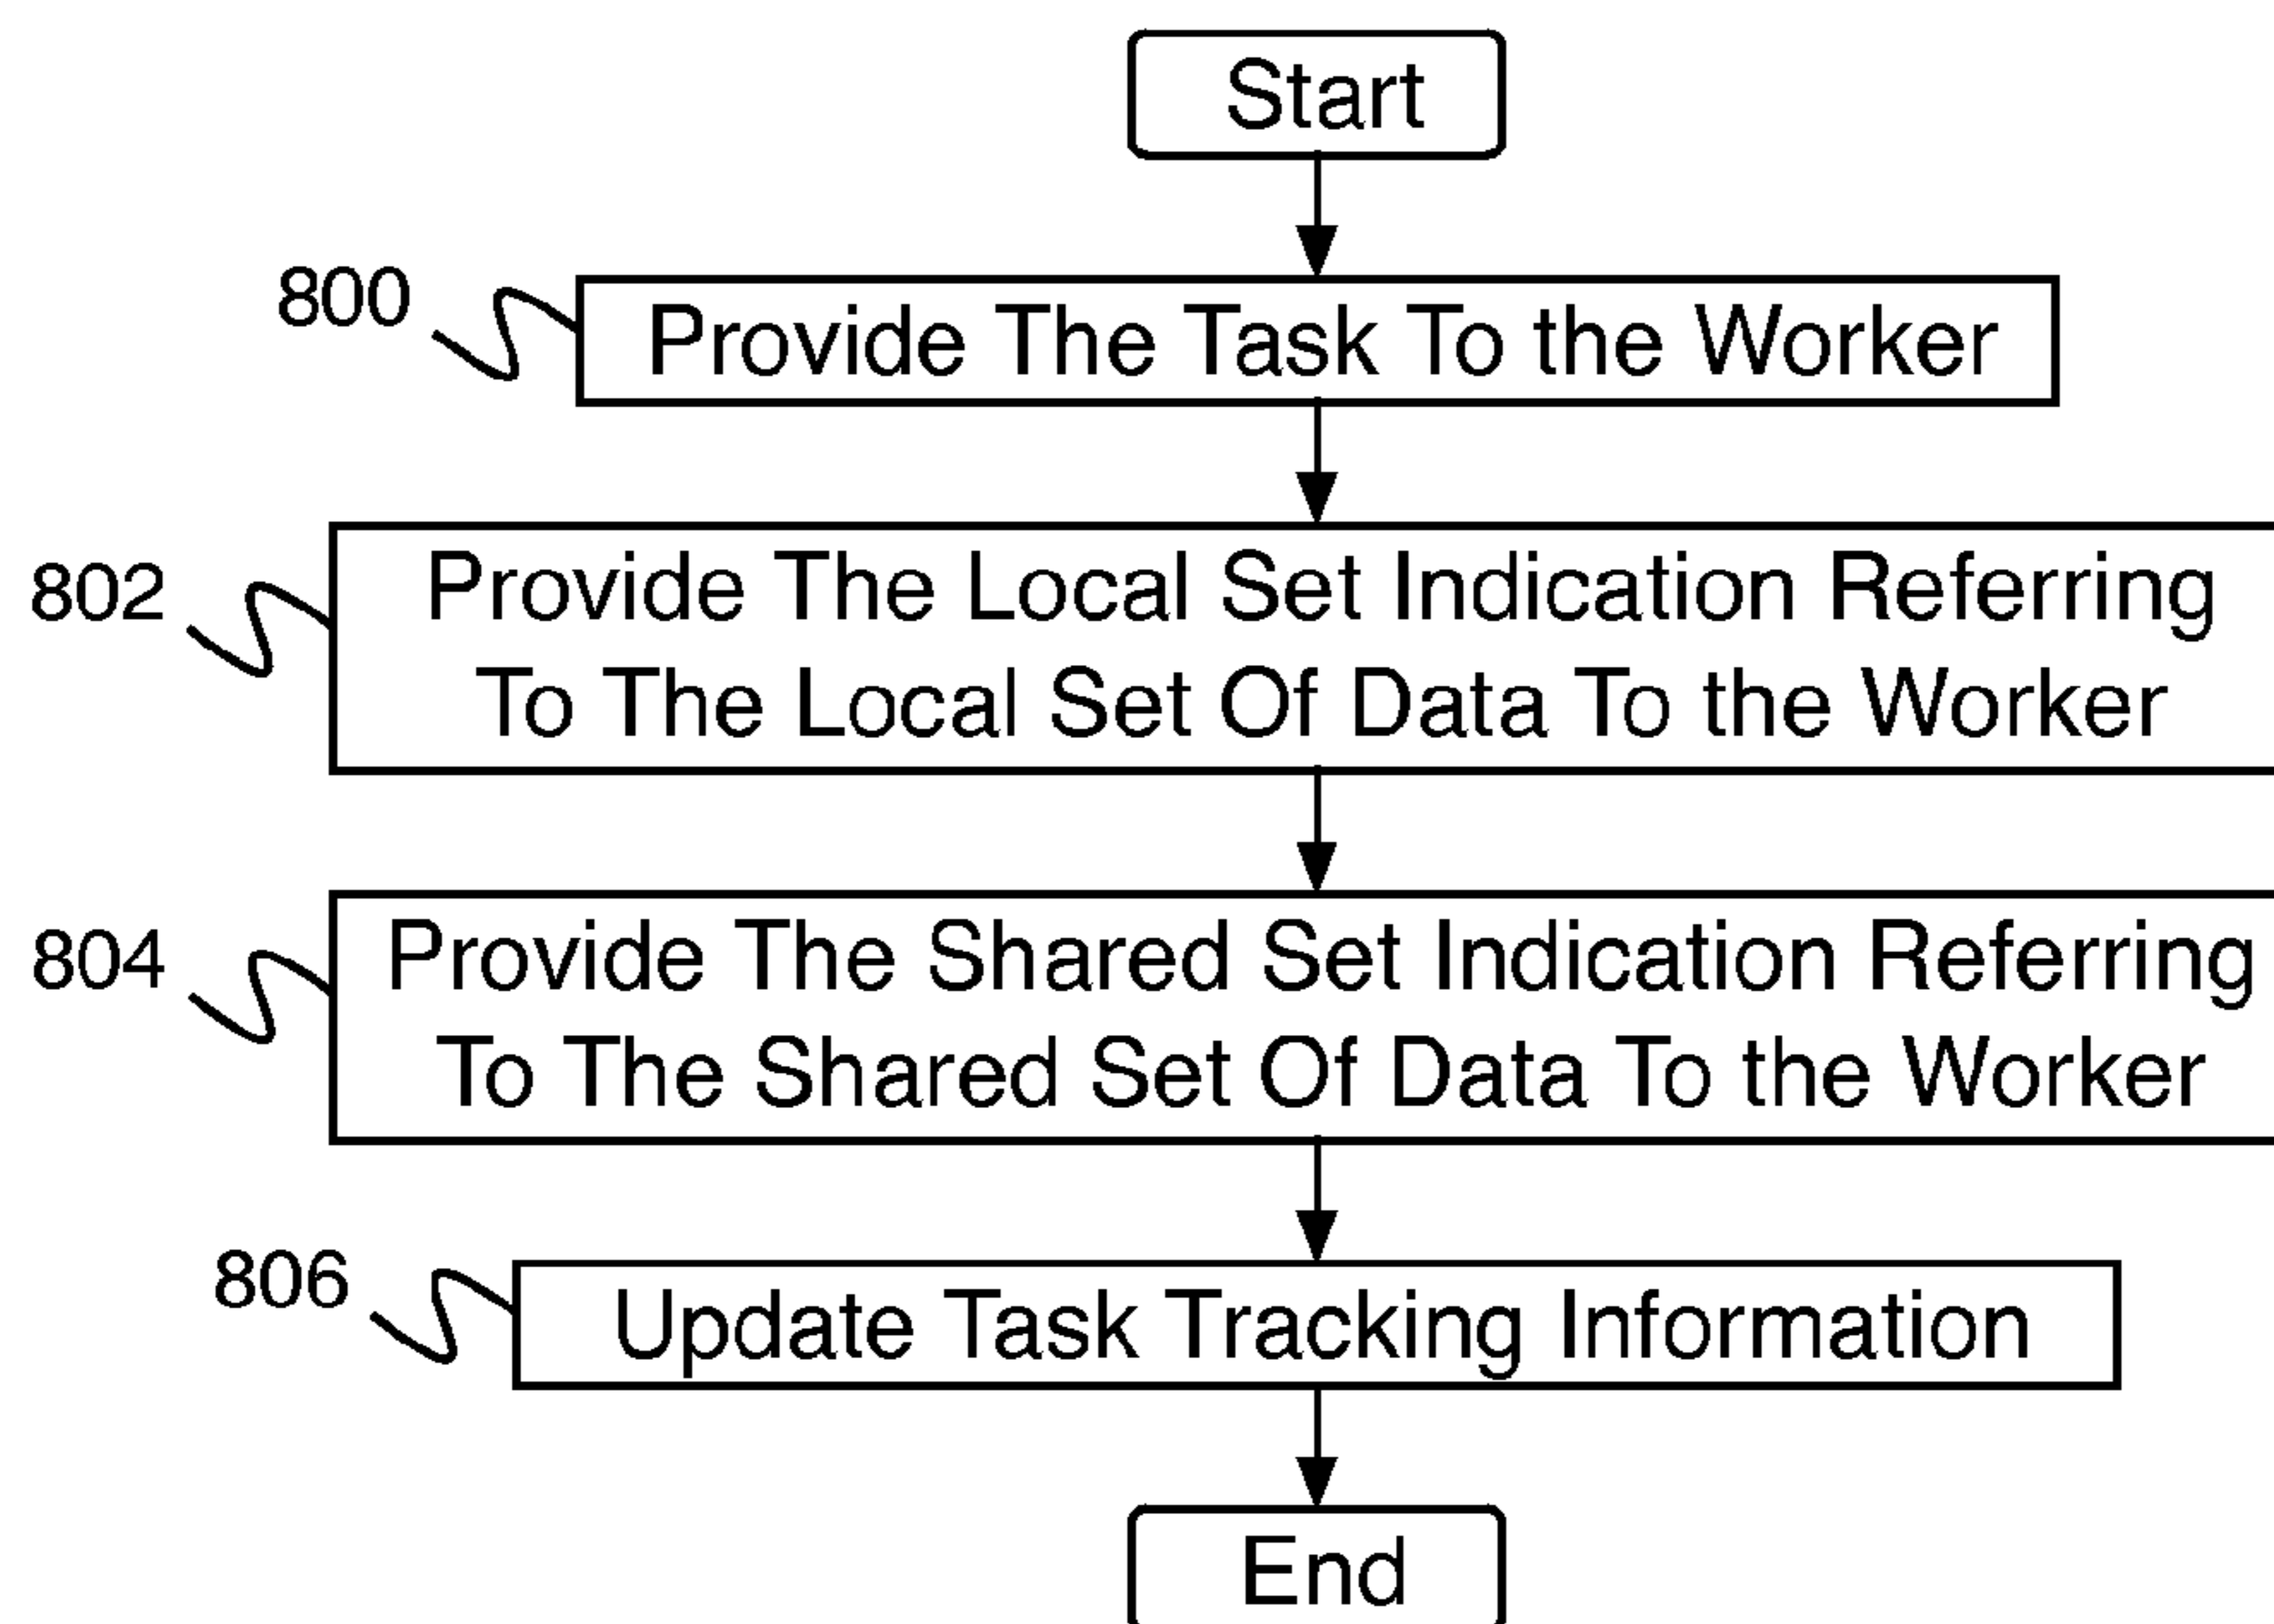 Start
800
Provide The Task To the Worker
802
Provide The Local Set Indication Referring
To The Local Set Of Data To the Worker
804
Provide The Shared Set Indication Referring
To The Shared Set Of Data To the Worker
806
Update Task Tracking Information
End